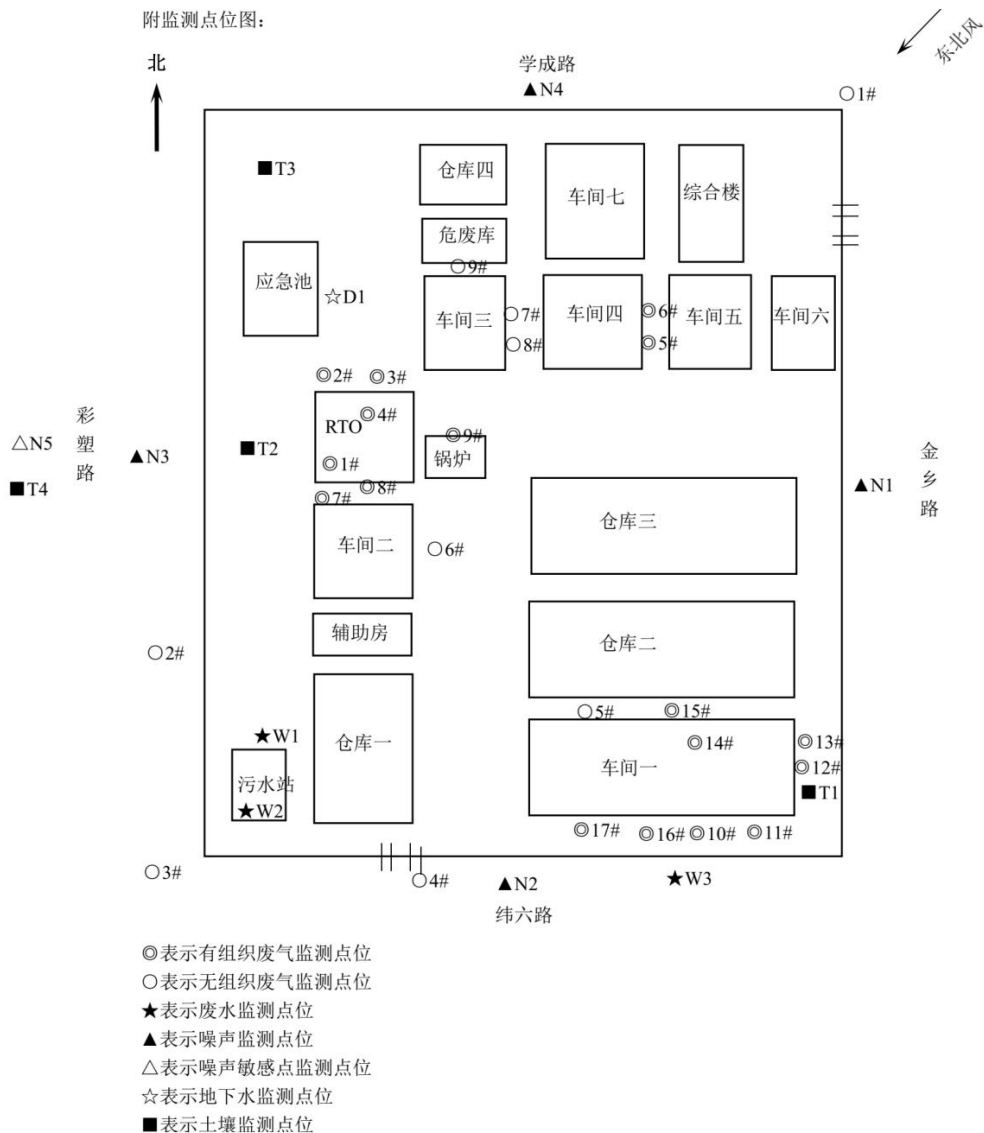 附监测点位图：
东北风
北
学成路
▲N4
○1#
■T3
仓库四
车间七
综合楼
危废库
○9#
应急池
☆D1
车间三
○7#
○8#
车间四
◎6#
◎5#
车间五
车间六
◎2#
◎3#
RTO
◎4#
◎1#
◎9#
锅炉
彩塑路
△N5
■T4
▲N3
■T2
金乡路
▲N1
◎7#
◎8#
车间二
○6#
仓库三
辅助房
仓库二
○2#
仓库一
○5#
◎15#
◎14#
车间一
◎13#
◎12#
■T1
★W1
污水站
★W2
◎17#
◎16#
◎10#
◎11#
○3#
○4#
▲N2
★W3
纬六路
◎表示有组织废气监测点位
○表示无组织废气监测点位
★表示废水监测点位
▲表示噪声监测点位
△表示噪声敏感点监测点位
☆表示地下水监测点位
■表示土壤监测点位